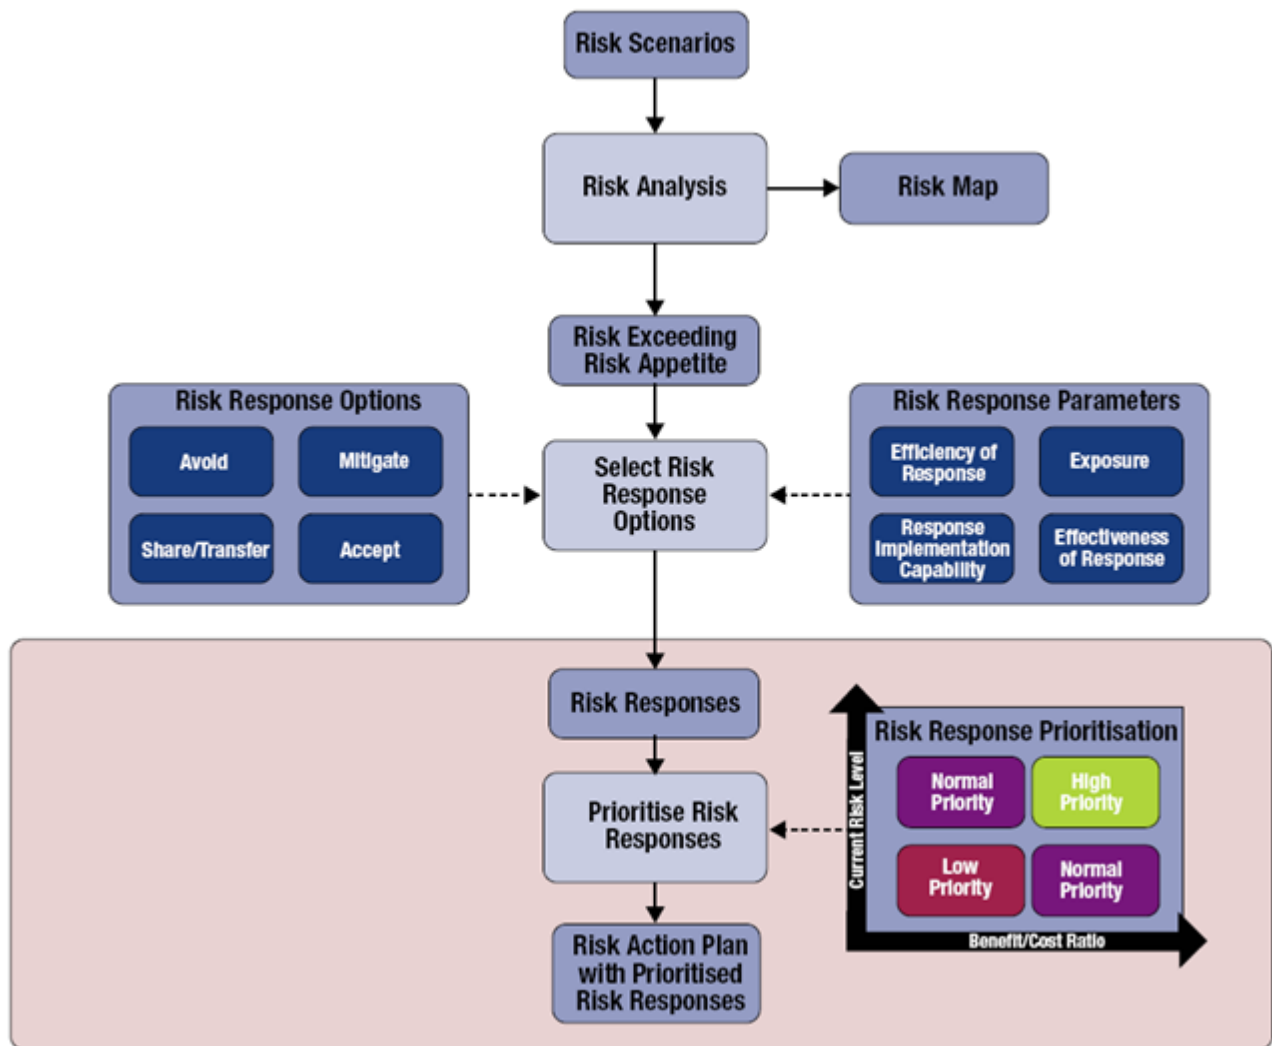 Risk Scenarios
Risk Analysis
Risk Map
Risk Exceeding
Risk Appetite
Risk Response Options
Avoid
Mitigate
Share/Transfer
Accept
Select Risk
Response
Options
Risk Response Parameters
Efficiency of
Response
Exposure
Response
Implementation
Capability
Effectiveness
of Response
Risk Responses
Prioritise Risk
Responses
Risk Action Plan
with Prioritised
Risk Responses
Risk Response Prioritisation
Current Risk Level
Normal
Priority
High
Priority
Low
Priority
Normal
Priority
Benefit/Cost Ratio